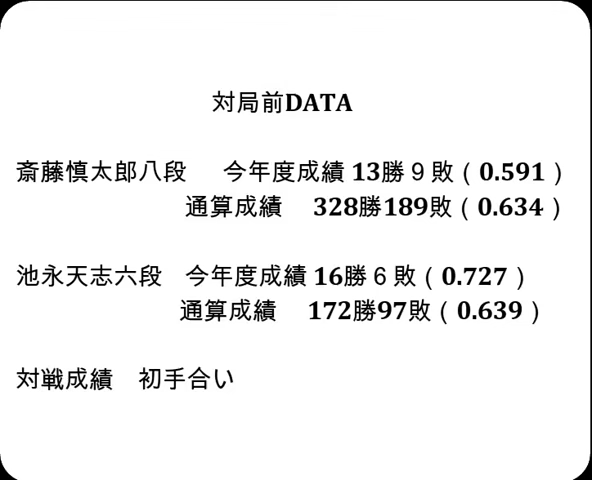 対局前DATA
斎藤慎太郎八段　今年度成績 13勝９敗（0.591）
通算成績　328勝189敗（0.634）
池永天志六段　今年度成績 16勝６敗（0.727）
通算成績　172勝97敗（0.639）
対戦成績　初手合い